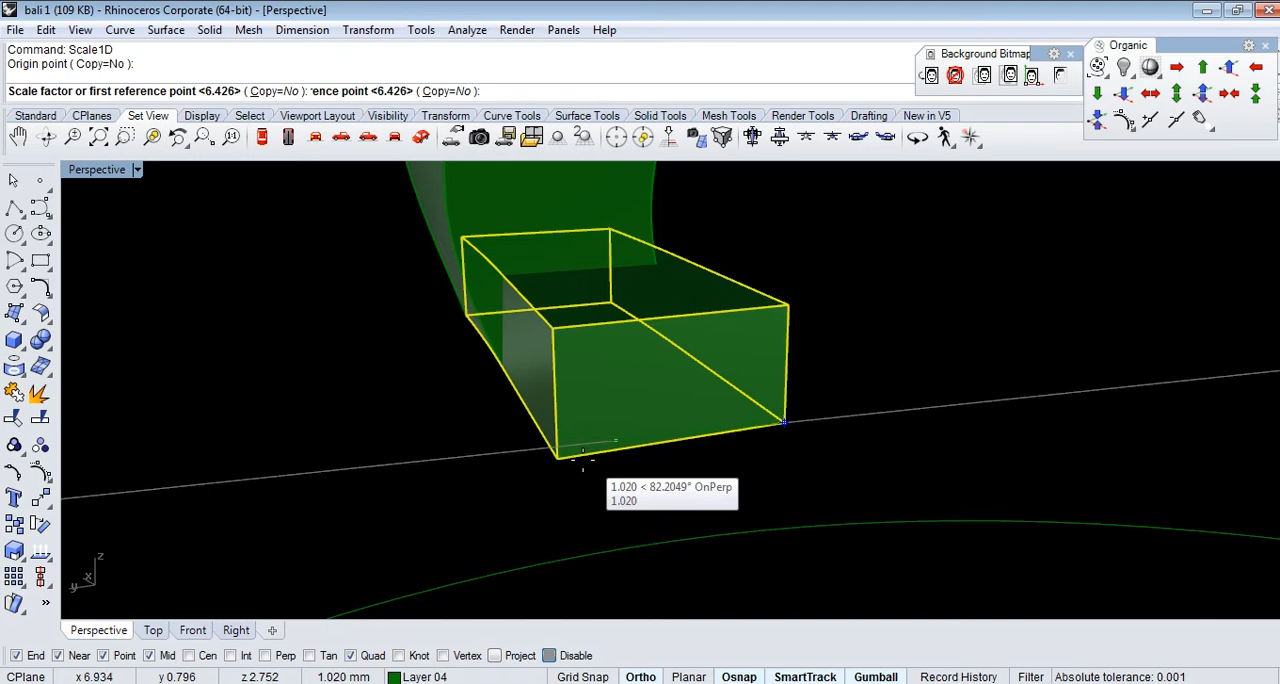 bali 1 (109 KB) - Rhinoceros Corporate (64-bit) - [Perspective]
File Edit View Curve Surface Solid Mesh Dimension Transform Tools Analyze Render Panels Help
Command: Scale1D
Origin point ( Copy=No ):
Scale factor or first reference point <6.426> ( Copy=No ): ence point <6.426> ( Copy=No ):
Background Bitmap
Organic
Standard CPlanes Set View Display Select Viewport Layout Visibility Transform Curve Tools Surface Tools Solid Tools Mesh Tools Render Tools Drafting New in V5
Perspective
1.020 < 82.2049° OnPerp
1.020
z
x
y
Perspective Top Front Right
End Near Point Mid Cen Int Perp Tan Quad Knot Vertex Project Disable
CPlane x 6.934 y 0.796 z 2.752 1.020 mm Layer 04 Grid Snap Ortho Planar Osnap SmartTrack Gumball Record History Filter Absolute tolerance: 0.001